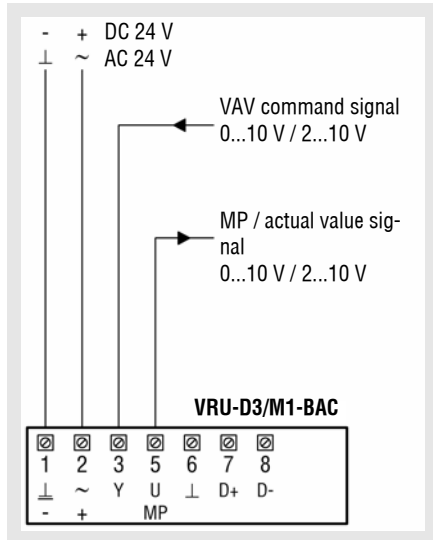 - + DC 24 V
⊥ ~ AC 24 V
VAV command signal
0...10 V / 2...10 V
MP / actual value sig-
nal
0...10 V / 2...10 V
VRU-D3/M1-BAC
1 2 3 5 6 7 8
⊥ ~ Y U ⊥ D+ D-
- + MP